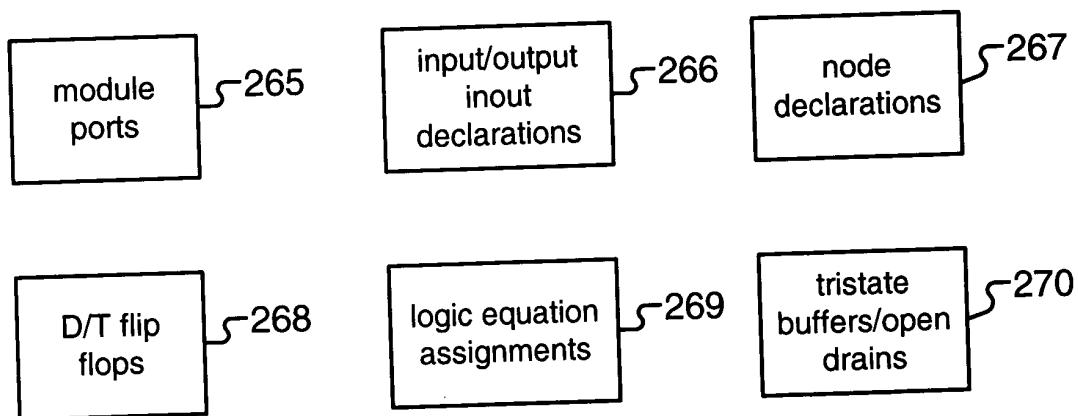 module
ports
265
input/output
inout
declarations
266
node
declarations
267
D/T flip
flops
268
logic equation
assignments
269
tristate
buffers/open
drains
270